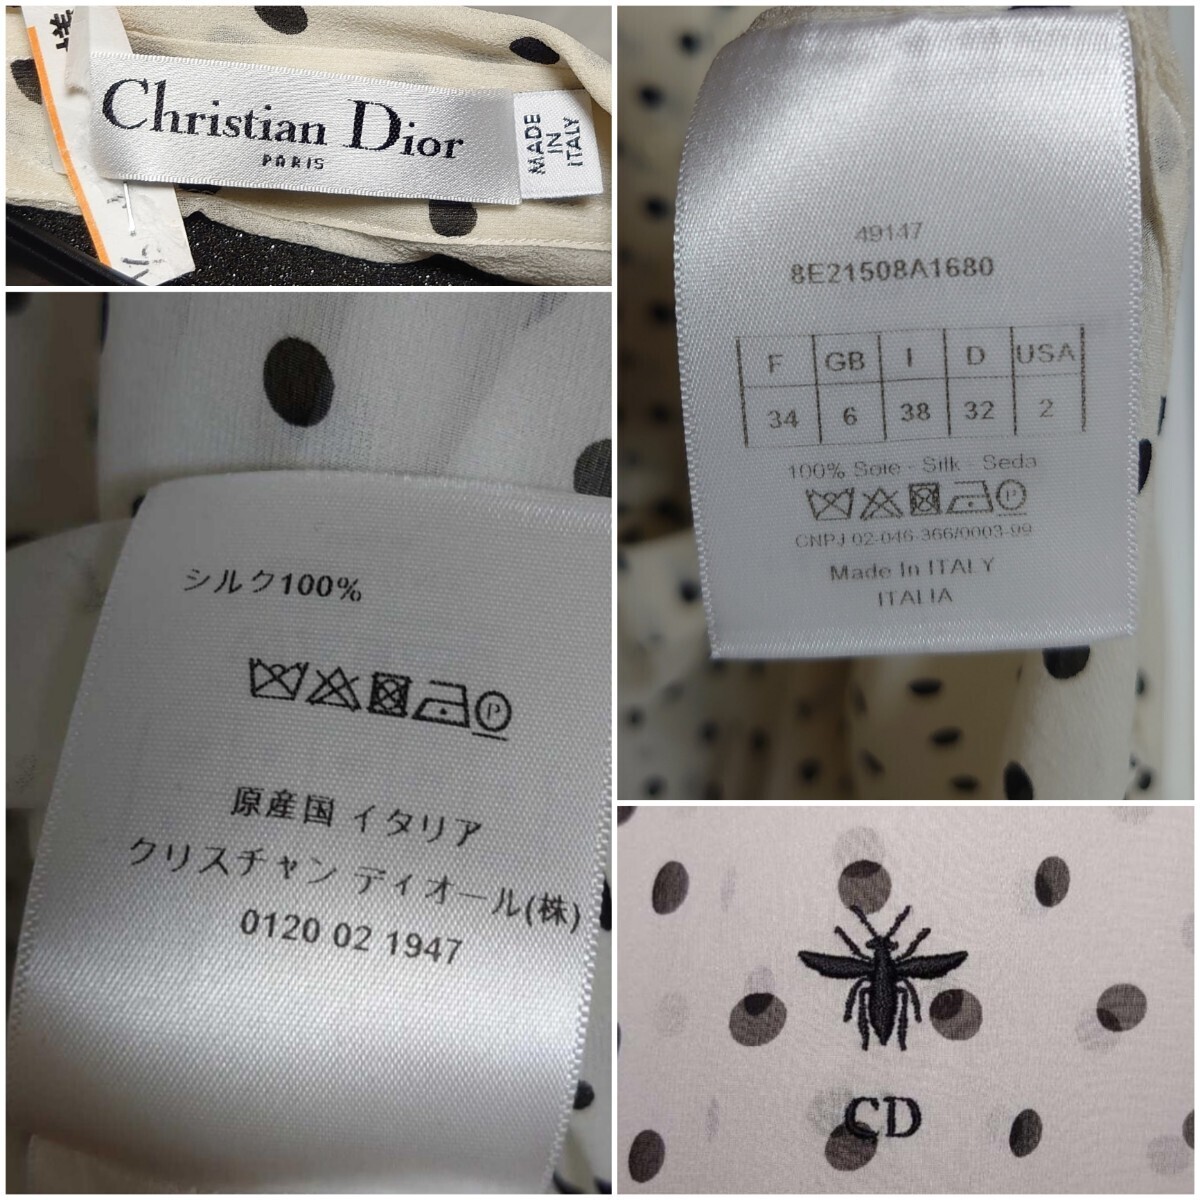 Christian Dior
PARIS
MADE
IN
ITALY
49147
8E21508A1680
F GB I D USA
34 6 38 32 2
100% Soie - Silk - Seda
P
CNPJ 02-046-366/0003-99
Made In ITALY
ITALIA
シルク100%
P
原産国 イタリア
クリスチャン ディオール(株)
0120 02 1947
CD